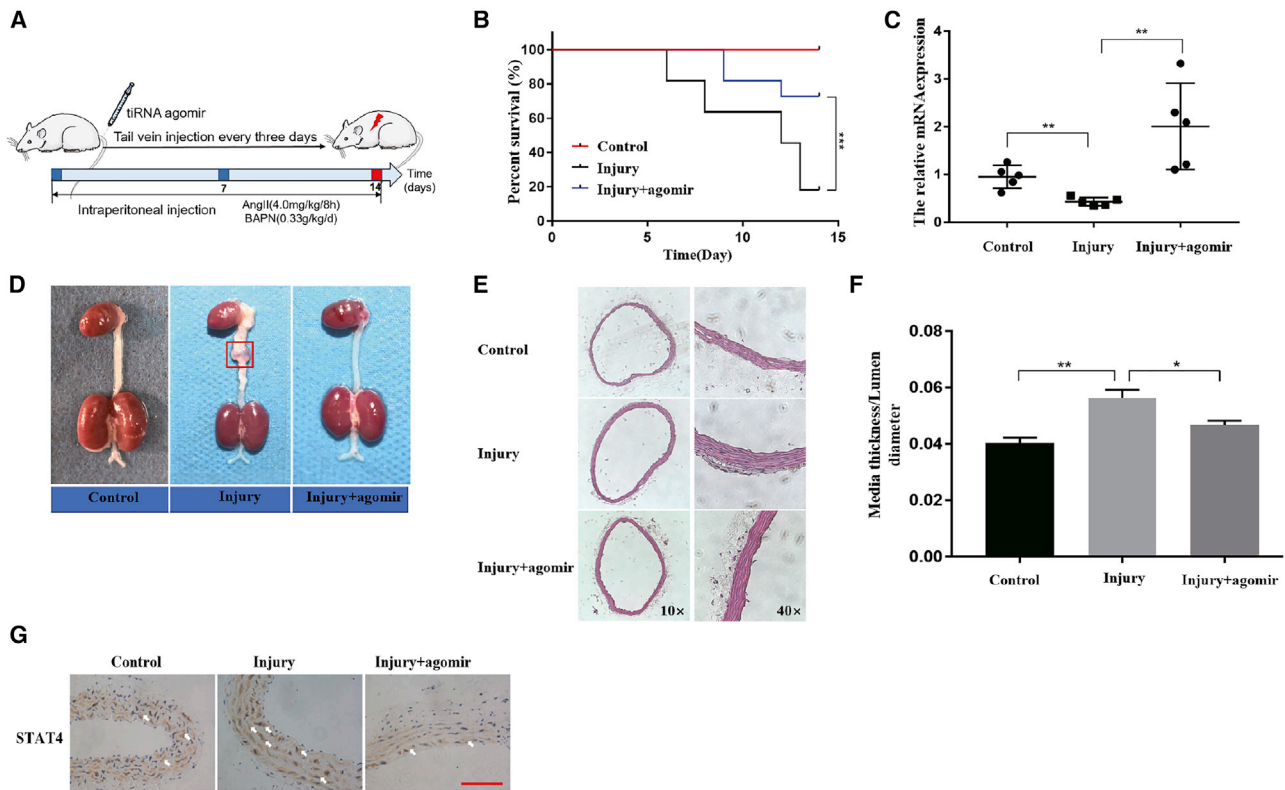 A
tiRNA agomir
Tail vein injection every three days
Time
(days)
7
14
Intraperitoneal injection
AngII(4.0mg/kg/8h)
BAPN(0.33g/kg/d)
B
Percent survival (%)
100
80
60
40
20
0
0
5
10
15
Time(Day)
Control
Injury
Injury+agomir
***
C
The relative mRNAexpression
4
3
2
1
0
**
**
Control
Injury
Injury+agomir
D
Control
Injury
Injury+agomir
E
Control
Injury
Injury+agomir
10×
40×
F
Media thickness/Lumen
diameter
0.08
0.06
0.04
0.02
0.00
**
*
Control
Injury
Injury+agomir
G
Control
Injury
Injury+agomir
STAT4